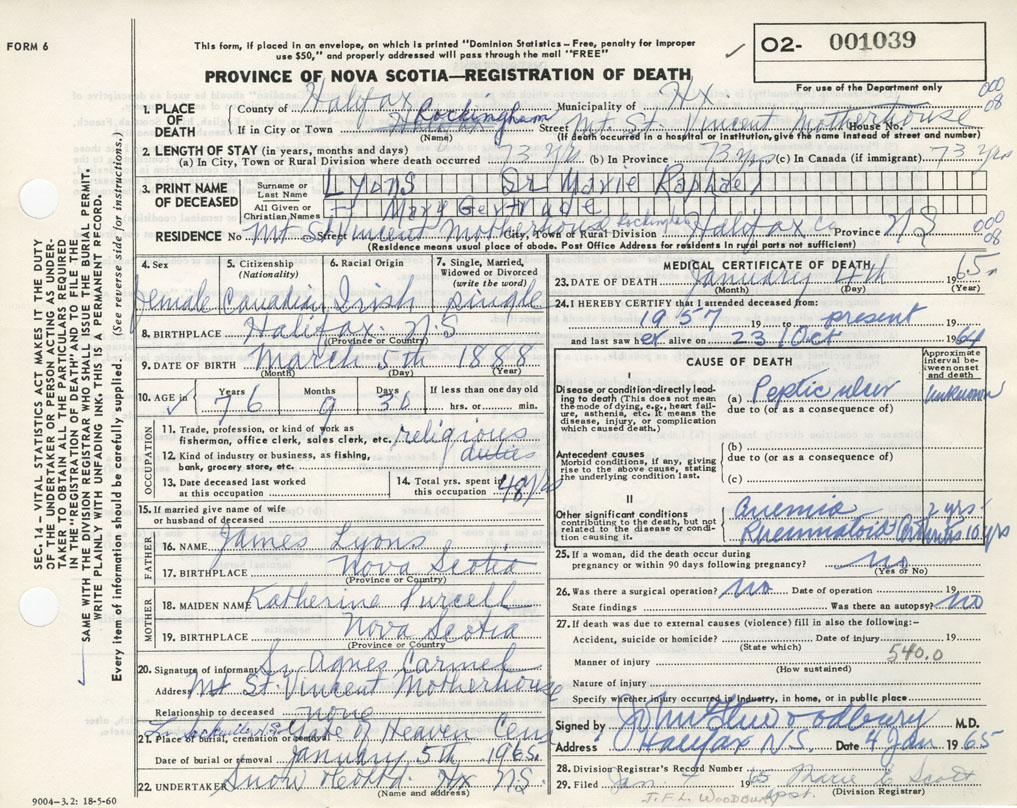 FORM 6
This form, if placed in an envelope, on which is printed "Dominion Statistics – Free, penalty for improper
use $50," and properly addressed will pass through the mail "FREE"
O2- 001039
For use of the Department only
PROVINCE OF NOVA SCOTIA—REGISTRATION OF DEATH
000
08
1. PLACE OF DEATH
County of Halifax Municipality of Hx
If in City or Town Rockingham Street Mt St. Vincent Motherhouse House No.
(Name) (If death occurred in a hospital or institution, give the name instead of street and number)
2. LENGTH OF STAY (in years, months and days)
(a) In City, Town or Rural Division where death occurred 73 yrs (b) In Province 73 yrs (c) In Canada (if immigrant) 73 yrs
3. PRINT NAME OF DECEASED
Surname or Last Name Lyons Sr Marie Raphael
All Given or Christian Names Mary Gertrude
RESIDENCE No Mt St Vincent Motherhouse Street City, Town or Rural Division Rockingham Halifax Co Province N.S
000
08
(Residence means usual place of abode. Post Office Address for residents in rural parts not sufficient)
4. Sex female
5. Citizenship (Nationality) Canadian
6. Racial Origin Irish
7. Single, Married, Widowed or Divorced (write the word) single
8. BIRTHPLACE Halifax. N.S.
(Province or Country)
9. DATE OF BIRTH March 5th 1888
(Month) (Day) (Year)
10. AGE in Years 76 Months 9 Days 30 If less than one day old hrs. or min.
OCCUPATION
11. Trade, profession, or kind of work as fisherman, office clerk, sales clerk, etc. religious
12. Kind of industry or business, as fishing, bank, grocery store, etc. duties
13. Date deceased last worked at this occupation
14. Total yrs. spent in this occupation 48 yrs
15. If married give name of wife or husband of deceased
FATHER
16. NAME James Lyons
17. BIRTHPLACE Nova Scotia
(Province or Country)
MOTHER
18. MAIDEN NAME Katherine Purcell
19. BIRTHPLACE Nova Scotia
(Province or Country)
20. Signature of informant Sr. Agnes Carmel
Address Mt St. Vincent Motherhouse
Relationship to deceased none
21. Place of burial, cremation or removal Sackville N.S. Gate of Heaven Cem
Date of burial or removal January 5th 1965
22. UNDERTAKER Snow Hx N.S.
(Name and address)
MEDICAL CERTIFICATE OF DEATH
23. DATE OF DEATH January 4th 1965
(Month) (Day) (Year)
24. I HEREBY CERTIFY that I attended deceased from:
1957 19 to present 19
and last saw her alive on 23 Oct 1964
CAUSE OF DEATH
Approximate interval between onset and death
I
Disease or condition directly leading to death (This does not mean the mode of dying, e.g., heart failure, asthenia, etc. It means the disease, injury, or complication which caused death.)
(a) Peptic ulcer Unknown
due to (or as a consequence of)
Antecedent causes
Morbid conditions, if any, giving rise to the above cause, stating the underlying condition last.
(b)
due to (or as a consequence of)
(c)
II
Other significant conditions contributing to the death, but not related to the disease or condition causing it.
Anemia 2 yrs
Rheumatoid Arthritis 10 yrs
25. If a woman, did the death occur during pregnancy or within 90 days following pregnancy? No
(Yes or No)
26. Was there a surgical operation? No Date of operation 19
State findings Was there an autopsy? No
27. If death was due to external causes (violence) fill in also the following:–
Accident, suicide or homicide? Date of injury 19
(State which)
540.0
Manner of injury
(How sustained)
Nature of injury
Specify whether injury occurred in industry, in home, or in public place
Signed by John F L Woodbury M.D.
Address Halifax N.S. Date 4 Jan 1965
28. Division Registrar's Record Number
29. Filed Jan 1965 Marie Scott
(Division Registrar)
J.F.L. WOODBURY
9004–3.2: 18-5-60
SEC. 14 – VITAL STATISTICS ACT MAKES IT THE DUTY
OF THE UNDERTAKER OR PERSON ACTING AS UNDER-
TAKER TO OBTAIN ALL THE PARTICULARS REQUIRED
IN THE "REGISTRATION OF DEATH" AND TO FILE THE
SAME WITH THE DIVISION REGISTRAR WHO SHALL ISSUE THE BURIAL PERMIT.
WRITE PLAINLY WITH UNFADING INK. THIS IS A PERMANENT RECORD.
Every item of information should be carefully supplied. (See reverse side for instructions.)